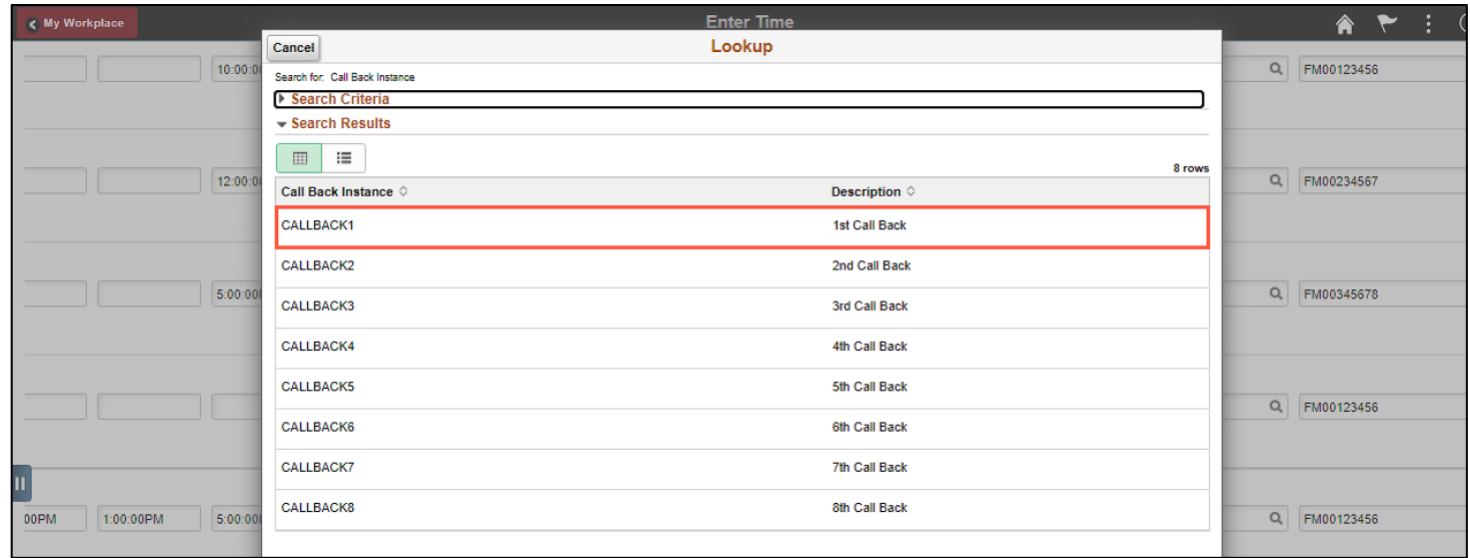 My Workplace
Enter Time
Cancel
Lookup
Search for: Call Back Instance
Search Criteria
Search Results
8 rows
Call Back Instance Description
CALLBACK1 1st Call Back
CALLBACK2 2nd Call Back
CALLBACK3 3rd Call Back
CALLBACK4 4th Call Back
CALLBACK5 5th Call Back
CALLBACK6 6th Call Back
CALLBACK7 7th Call Back
CALLBACK8 8th Call Back
10:00:0
FM00123456
12:00:0
FM00234567
5:00:00
FM00345678
FM00123456
00PM 1:00:00PM 5:00:00
FM00123456